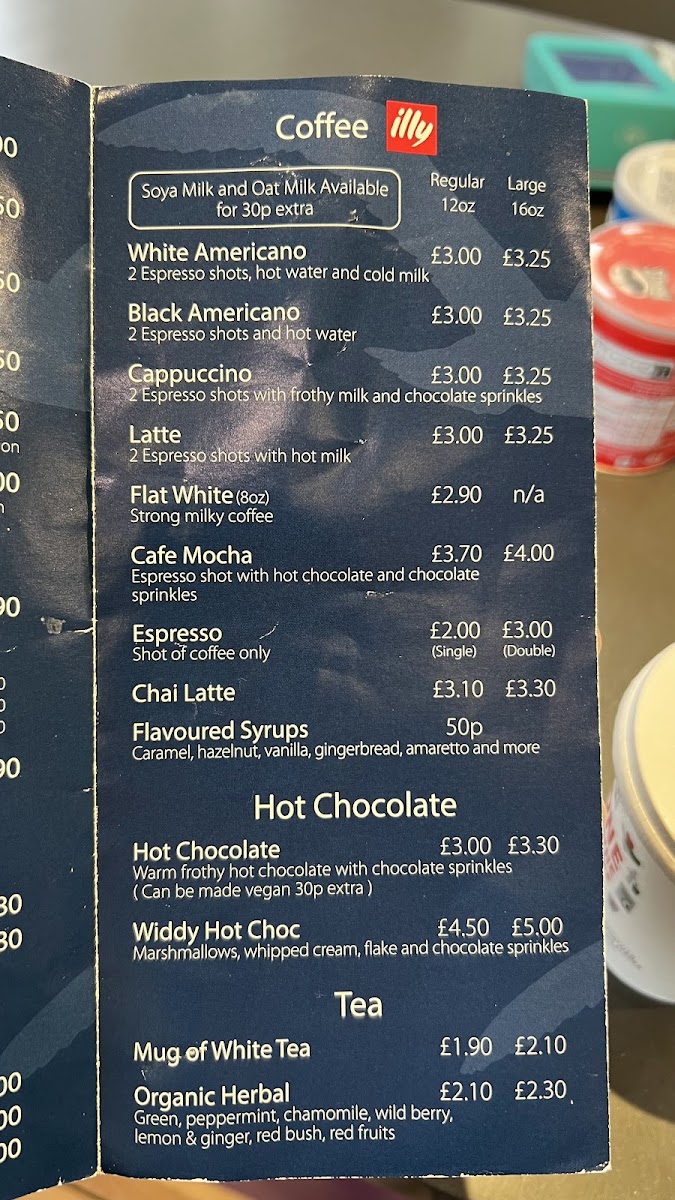 Coffee illy
Soya Milk and Oat Milk Available
for 30p extra
Regular Large
12oz 16oz
White Americano £3.00 £3.25
2 Espresso shots, hot water and cold milk
Black Americano £3.00 £3.25
2 Espresso shots and hot water
Cappuccino £3.00 £3.25
2 Espresso shots with frothy milk and chocolate sprinkles
Latte £3.00 £3.25
2 Espresso shots with hot milk
Flat White (8oz) £2.90 n/a
Strong milky coffee
Cafe Mocha £3.70 £4.00
Espresso shot with hot chocolate and chocolate
sprinkles
Espresso £2.00 £3.00
Shot of coffee only (Single) (Double)
Chai Latte £3.10 £3.30
Flavoured Syrups 50p
Caramel, hazelnut, vanilla, gingerbread, amaretto and more
Hot Chocolate
Hot Chocolate £3.00 £3.30
Warm frothy hot chocolate with chocolate sprinkles
( Can be made vegan 30p extra )
Widdy Hot Choc £4.50 £5.00
Marshmallows, whipped cream, flake and chocolate sprinkles
Tea
Mug of White Tea £1.90 £2.10
Organic Herbal £2.10 £2.30
Green, peppermint, chamomile, wild berry,
lemon & ginger, red bush, red fruits